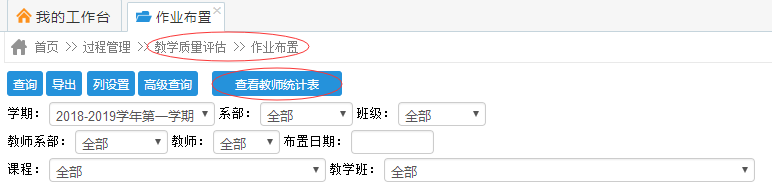 我的工作台 作业布置
首页 >> 过程管理 >> 教学质量评估 >> 作业布置
查询 导出 列设置 高级查询 查看教师统计表
学期： 2018-2019学年第一学期 系部： 全部 班级： 全部
教师系部： 全部 教师： 全部 布置日期：
课程： 全部 教学班： 全部